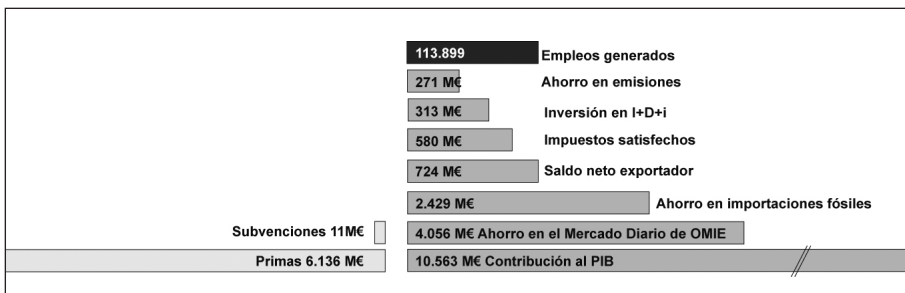 113.899 Empleos generados
271 M€ Ahorro en emisiones
313 M€ Inversión en I+D+i
580 M€ Impuestos satisfechos
724 M€ Saldo neto exportador
2.429 M€ Ahorro en importaciones fósiles
Subvenciones 11M€ 4.056 M€ Ahorro en el Mercado Diario de OMIE
Primas 6.136 M€ 10.563 M€ Contribución al PIB